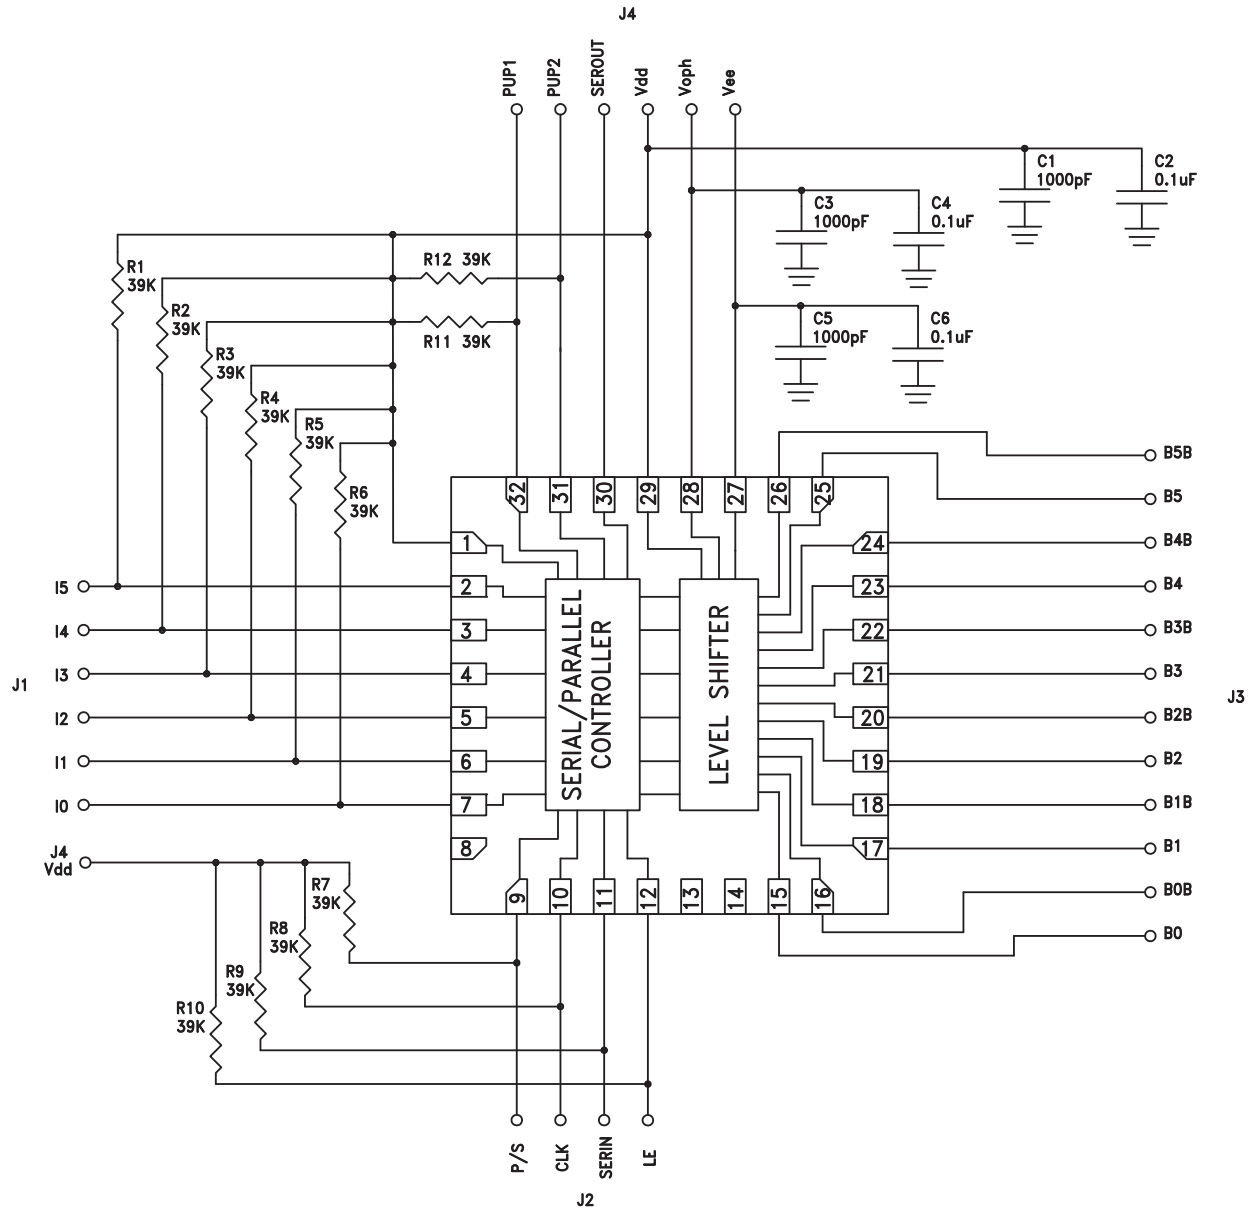 J4
PUP1
PUP2
SEROUT
Vdd
Voph
Vee
C1
1000pF
C2
0.1uF
C3
1000pF
C4
0.1uF
R12 39K
R1
39K
R2
39K
R11 39K
C5
1000pF
C6
0.1uF
R3
39K
R4
39K
R5
39K
R6
39K
B5B
B5
B4B
B4
B3B
B3
B2B
B2
B1B
B1
B0B
B0
J3
32
31
30
29
28
27
26
25
1
2
3
4
5
6
7
8
24
23
22
21
20
19
18
17
SERIAL/PARALLEL
CONTROLLER
LEVEL SHIFTER
I5
I4
I3
I2
I1
I0
J1
J4
Vdd
9
10
11
12
13
14
15
16
R7
39K
R8
39K
R9
39K
R10
39K
P/S
CLK
SERIN
LE
J2